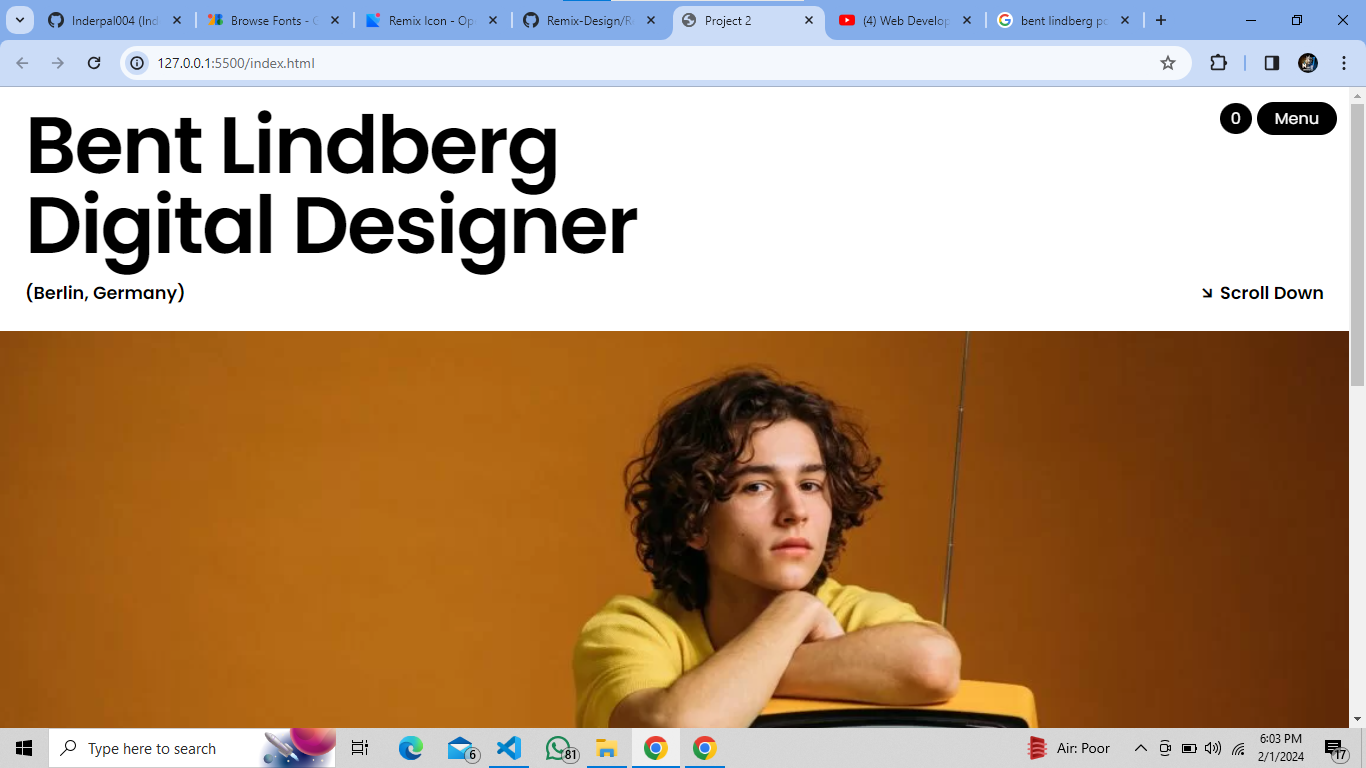 Inderpal004 (Ind
Browse Fonts - G
Remix Icon - Op
Remix-Design/R
Project 2
(4) Web Develop
bent lindberg po
127.0.0.1:5500/index.html
Bent Lindberg
Digital Designer
0 Menu
(Berlin, Germany)
Scroll Down
Type here to search
6
81
Air: Poor
6:03 PM
2/1/2024
17